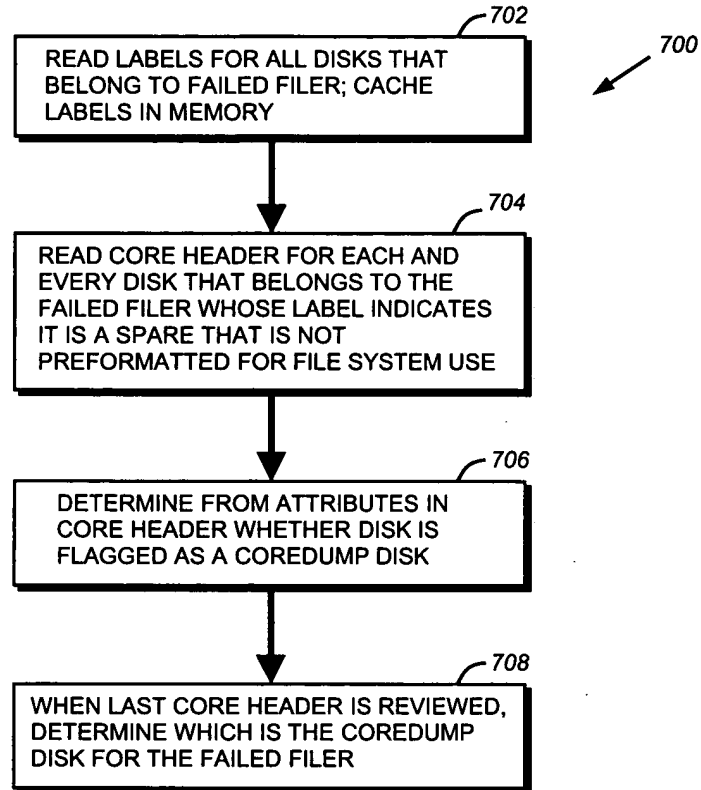 702
700
READ LABELS FOR ALL DISKS THAT
BELONG TO FAILED FILER; CACHE
LABELS IN MEMORY
704
READ CORE HEADER FOR EACH AND
EVERY DISK THAT BELONGS TO THE
FAILED FILER WHOSE LABEL INDICATES
IT IS A SPARE THAT IS NOT
PREFORMATTED FOR FILE SYSTEM USE
706
DETERMINE FROM ATTRIBUTES IN
CORE HEADER WHETHER DISK IS
FLAGGED AS A COREDUMP DISK
708
WHEN LAST CORE HEADER IS REVIEWED,
DETERMINE WHICH IS THE COREDUMP
DISK FOR THE FAILED FILER